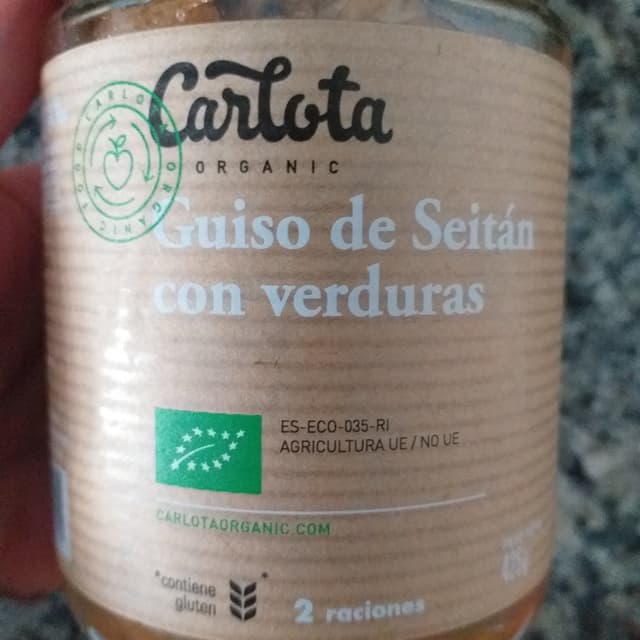 Carlota
ORGANIC
Guiso de Seitán
con verduras
ES-ECO-035-RI
AGRICULTURA UE / NO UE
CARLOTAORGANIC.COM
*contiene *
gluten
2 raciones